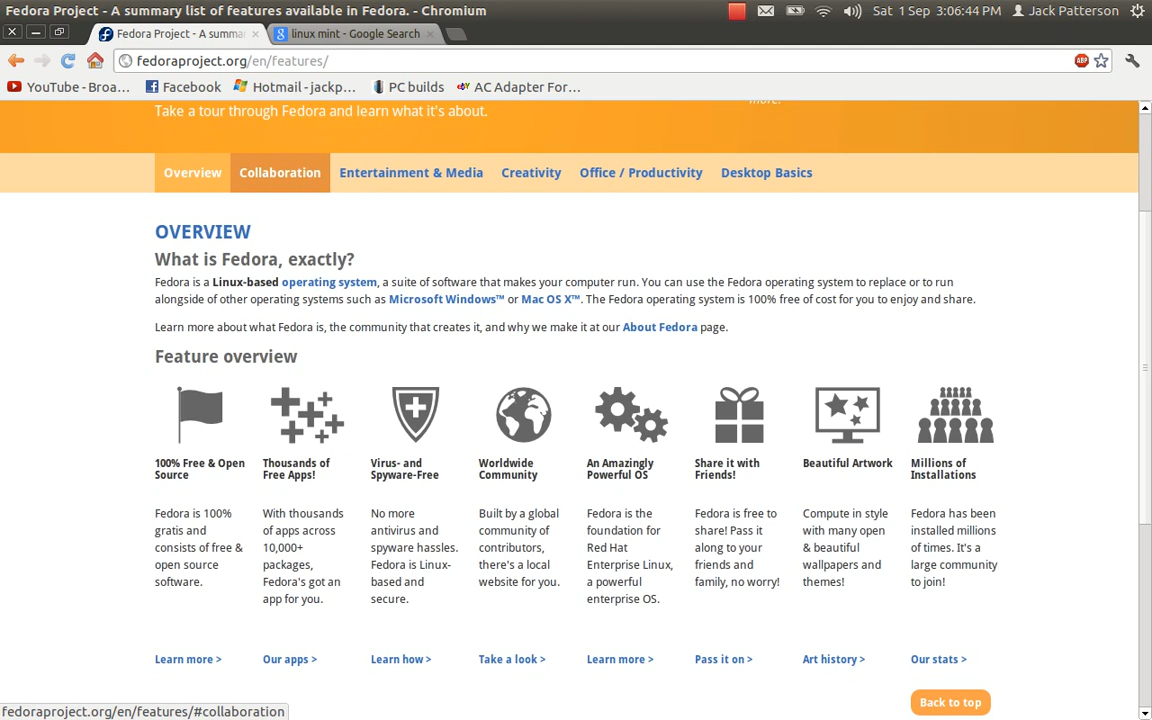 Fedora Project - A summary list of features available in Fedora. - Chromium
Sat 1 Sep 3:06:44 PM Jack Patterson
Fedora Project - A summa
linux mint - Google Search
fedoraproject.org/en/features/
ABP
YouTube - Broa... Facebook Hotmail - jackp... PC builds AC Adapter For...
more!
Take a tour through Fedora and learn what it's about.
Overview Collaboration Entertainment & Media Creativity Office / Productivity Desktop Basics
OVERVIEW
What is Fedora, exactly?
Fedora is a Linux-based operating system, a suite of software that makes your computer run. You can use the Fedora operating system to replace or to run
alongside of other operating systems such as Microsoft Windows™ or Mac OS X™. The Fedora operating system is 100% free of cost for you to enjoy and share.
Learn more about what Fedora is, the community that creates it, and why we make it at our About Fedora page.
Feature overview
100% Free & Open
Source
Fedora is 100%
gratis and
consists of free &
open source
software.
Learn more >
Thousands of
Free Apps!
With thousands
of apps across
10,000+
packages,
Fedora's got an
app for you.
Our apps >
Virus- and
Spyware-Free
No more
antivirus and
spyware hassles.
Fedora is Linux-
based and
secure.
Learn how >
Worldwide
Community
Built by a global
community of
contributors,
there's a local
website for you.
Take a look >
An Amazingly
Powerful OS
Fedora is the
foundation for
Red Hat
Enterprise Linux,
a powerful
enterprise OS.
Learn more >
Share it with
Friends!
Fedora is free to
share! Pass it
along to your
friends and
family, no worry!
Pass it on >
Beautiful Artwork
Compute in style
with many open
& beautiful
wallpapers and
themes!
Art history >
Millions of
Installations
Fedora has been
installed millions
of times. It's a
large community
to join!
Our stats >
Back to top
fedoraproject.org/en/features/#collaboration